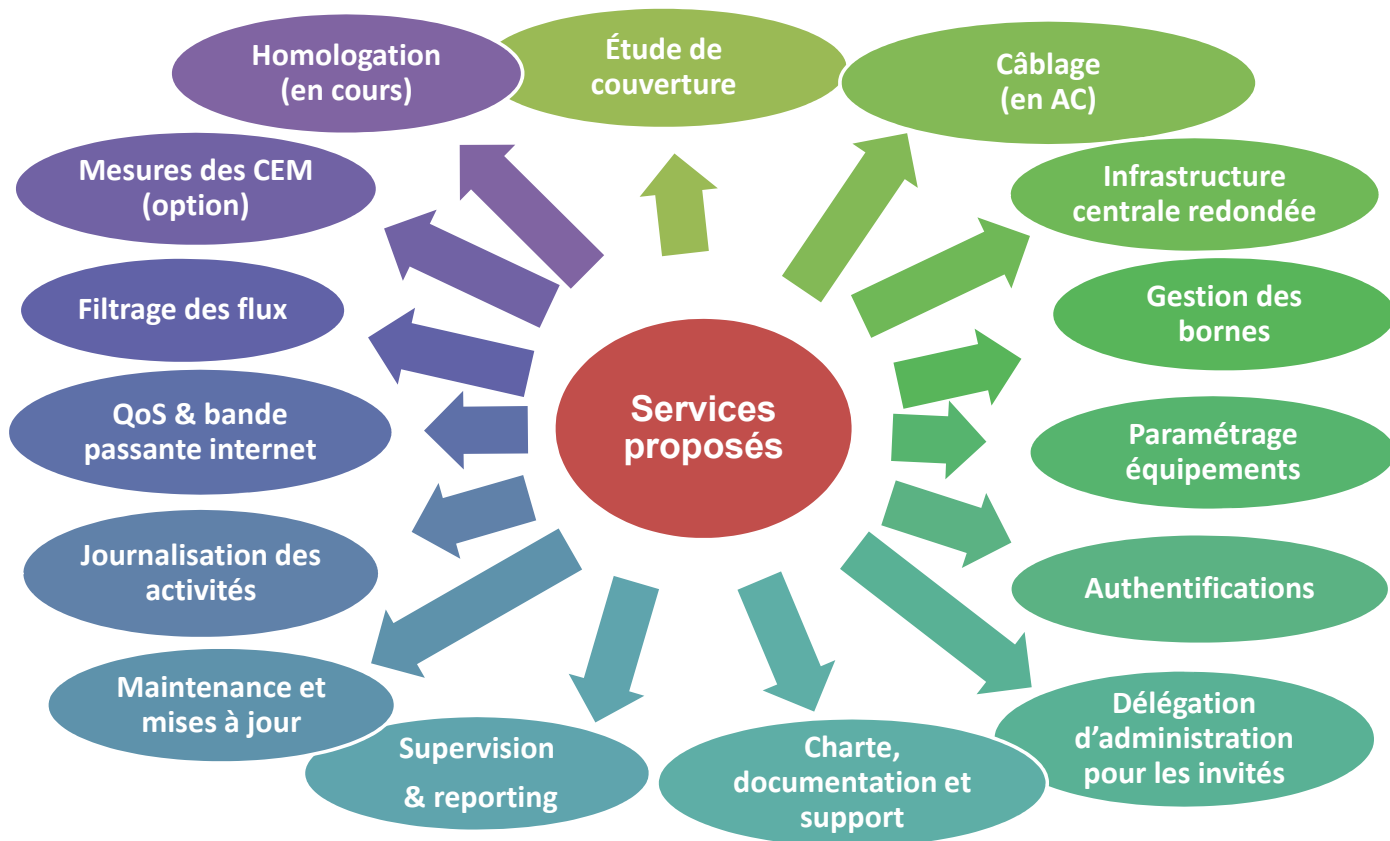 Services
proposés
Étude de
couverture
Câblage
(en AC)
Infrastructure
centrale redondée
Gestion des
bornes
Paramétrage
équipements
Authentifications
Délégation
d’administration
pour les invités
Charte,
documentation et
support
Supervision
& reporting
Maintenance et
mises à jour
Journalisation des
activités
QoS & bande
passante internet
Filtrage des flux
Mesures des CEM
(option)
Homologation
(en cours)